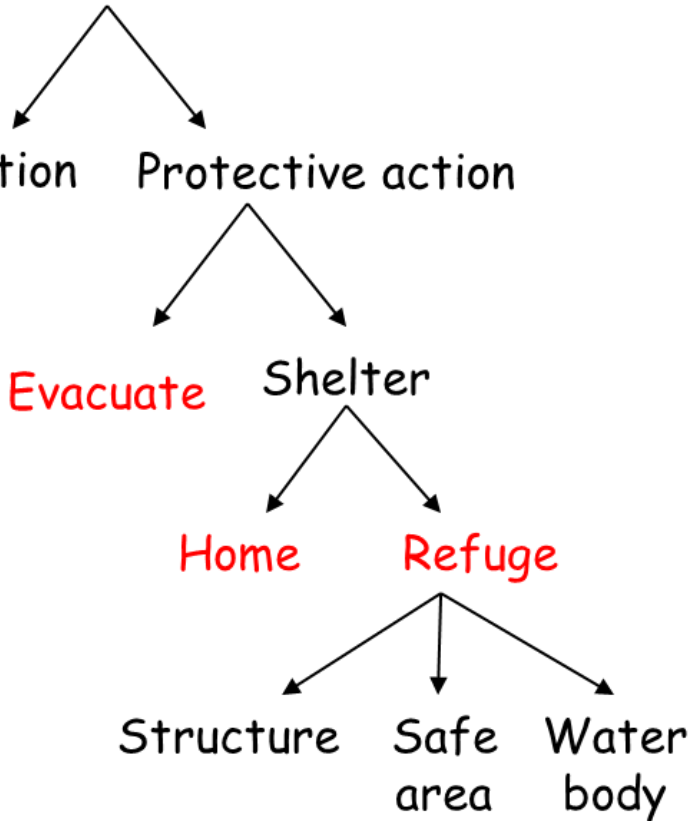 tion Protective action
Evacuate Shelter
Home Refuge
Structure Safe area Water body